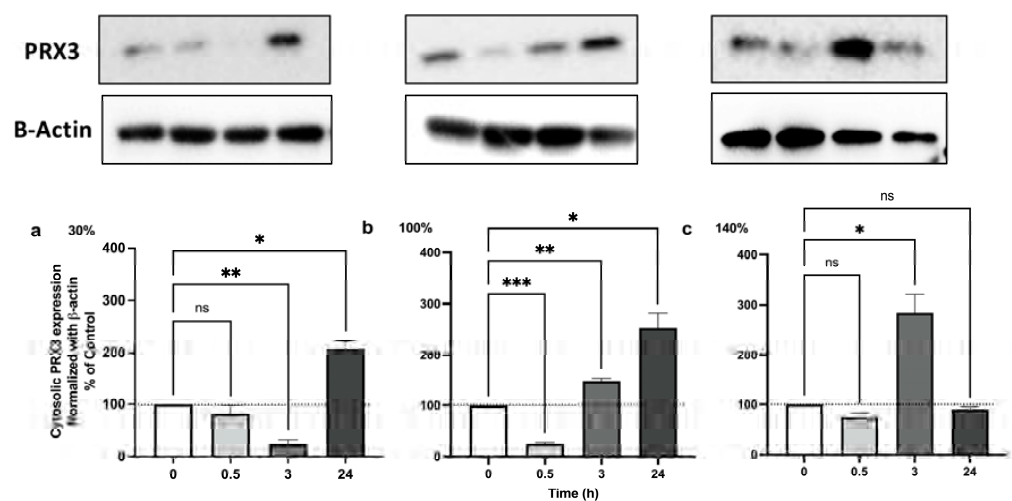 PRX3
B-Actin
a 30%
b 100%
c 140%
Cytosolic PRX3 expression
Normalized with β-actin
% of Control
400
300
200
100
0
ns
**
*
0 0.5 3 24
400
300
200
100
0
***
**
*
0 0.5 3 24
Time (h)
400
300
200
100
0
ns
*
ns
0 0.5 3 24